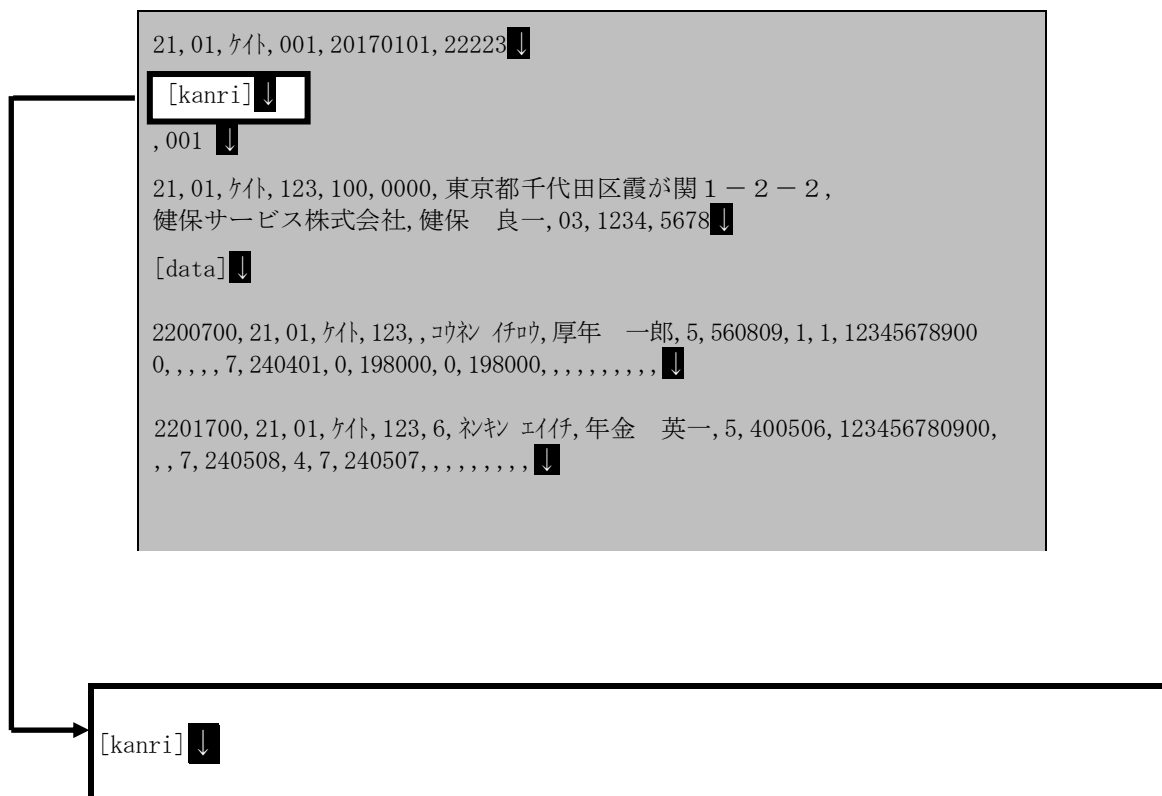 21,01,ｹｲﾄ,001,20170101,22223↓
[kanri]↓
,001 ↓
21,01,ｹｲﾄ,123,100,0000,東京都千代田区霞が関１－２－２,
健保サービス株式会社,健保　良一,03,1234,5678↓
[data]↓
2200700,21,01,ｹｲﾄ,123,,ｺｳﾈﾝ ｲﾁﾛｳ,厚年　一郎,5,560809,1,1,12345678900
0,,,,,7,240401,0,198000,0,198000,,,,,,,,,,↓
2201700,21,01,ｹｲﾄ,123,6,ﾈﾝｷﾝ ｴｲｲﾁ,年金　英一,5,400506,123456780900,
,,7,240508,4,7,240507,,,,,,,,,↓
[kanri]↓